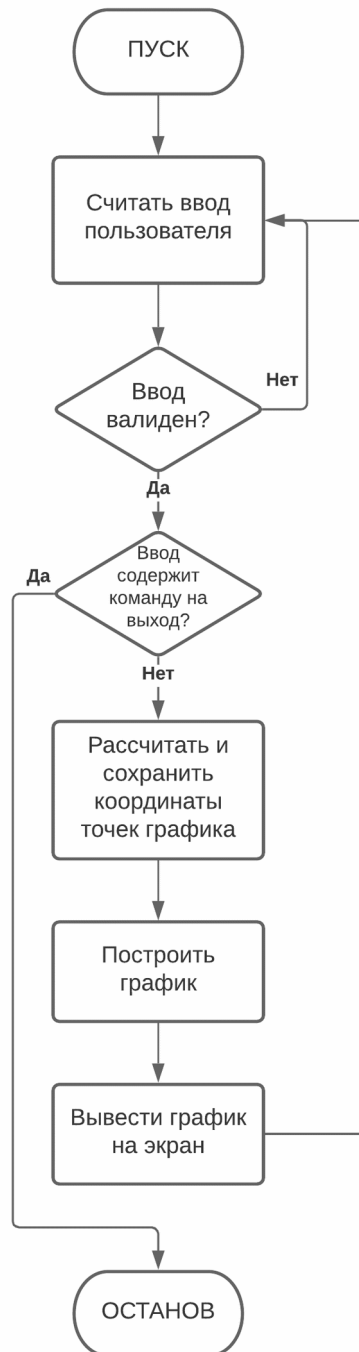 ПУСК
Считать ввод
пользователя
Ввод
валиден?
Нет
Да
Ввод
содержит
команду на
выход?
Да
Нет
Рассчитать и
сохранить
координаты
точек графика
Построить
график
Вывести график
на экран
ОСТАНОВ